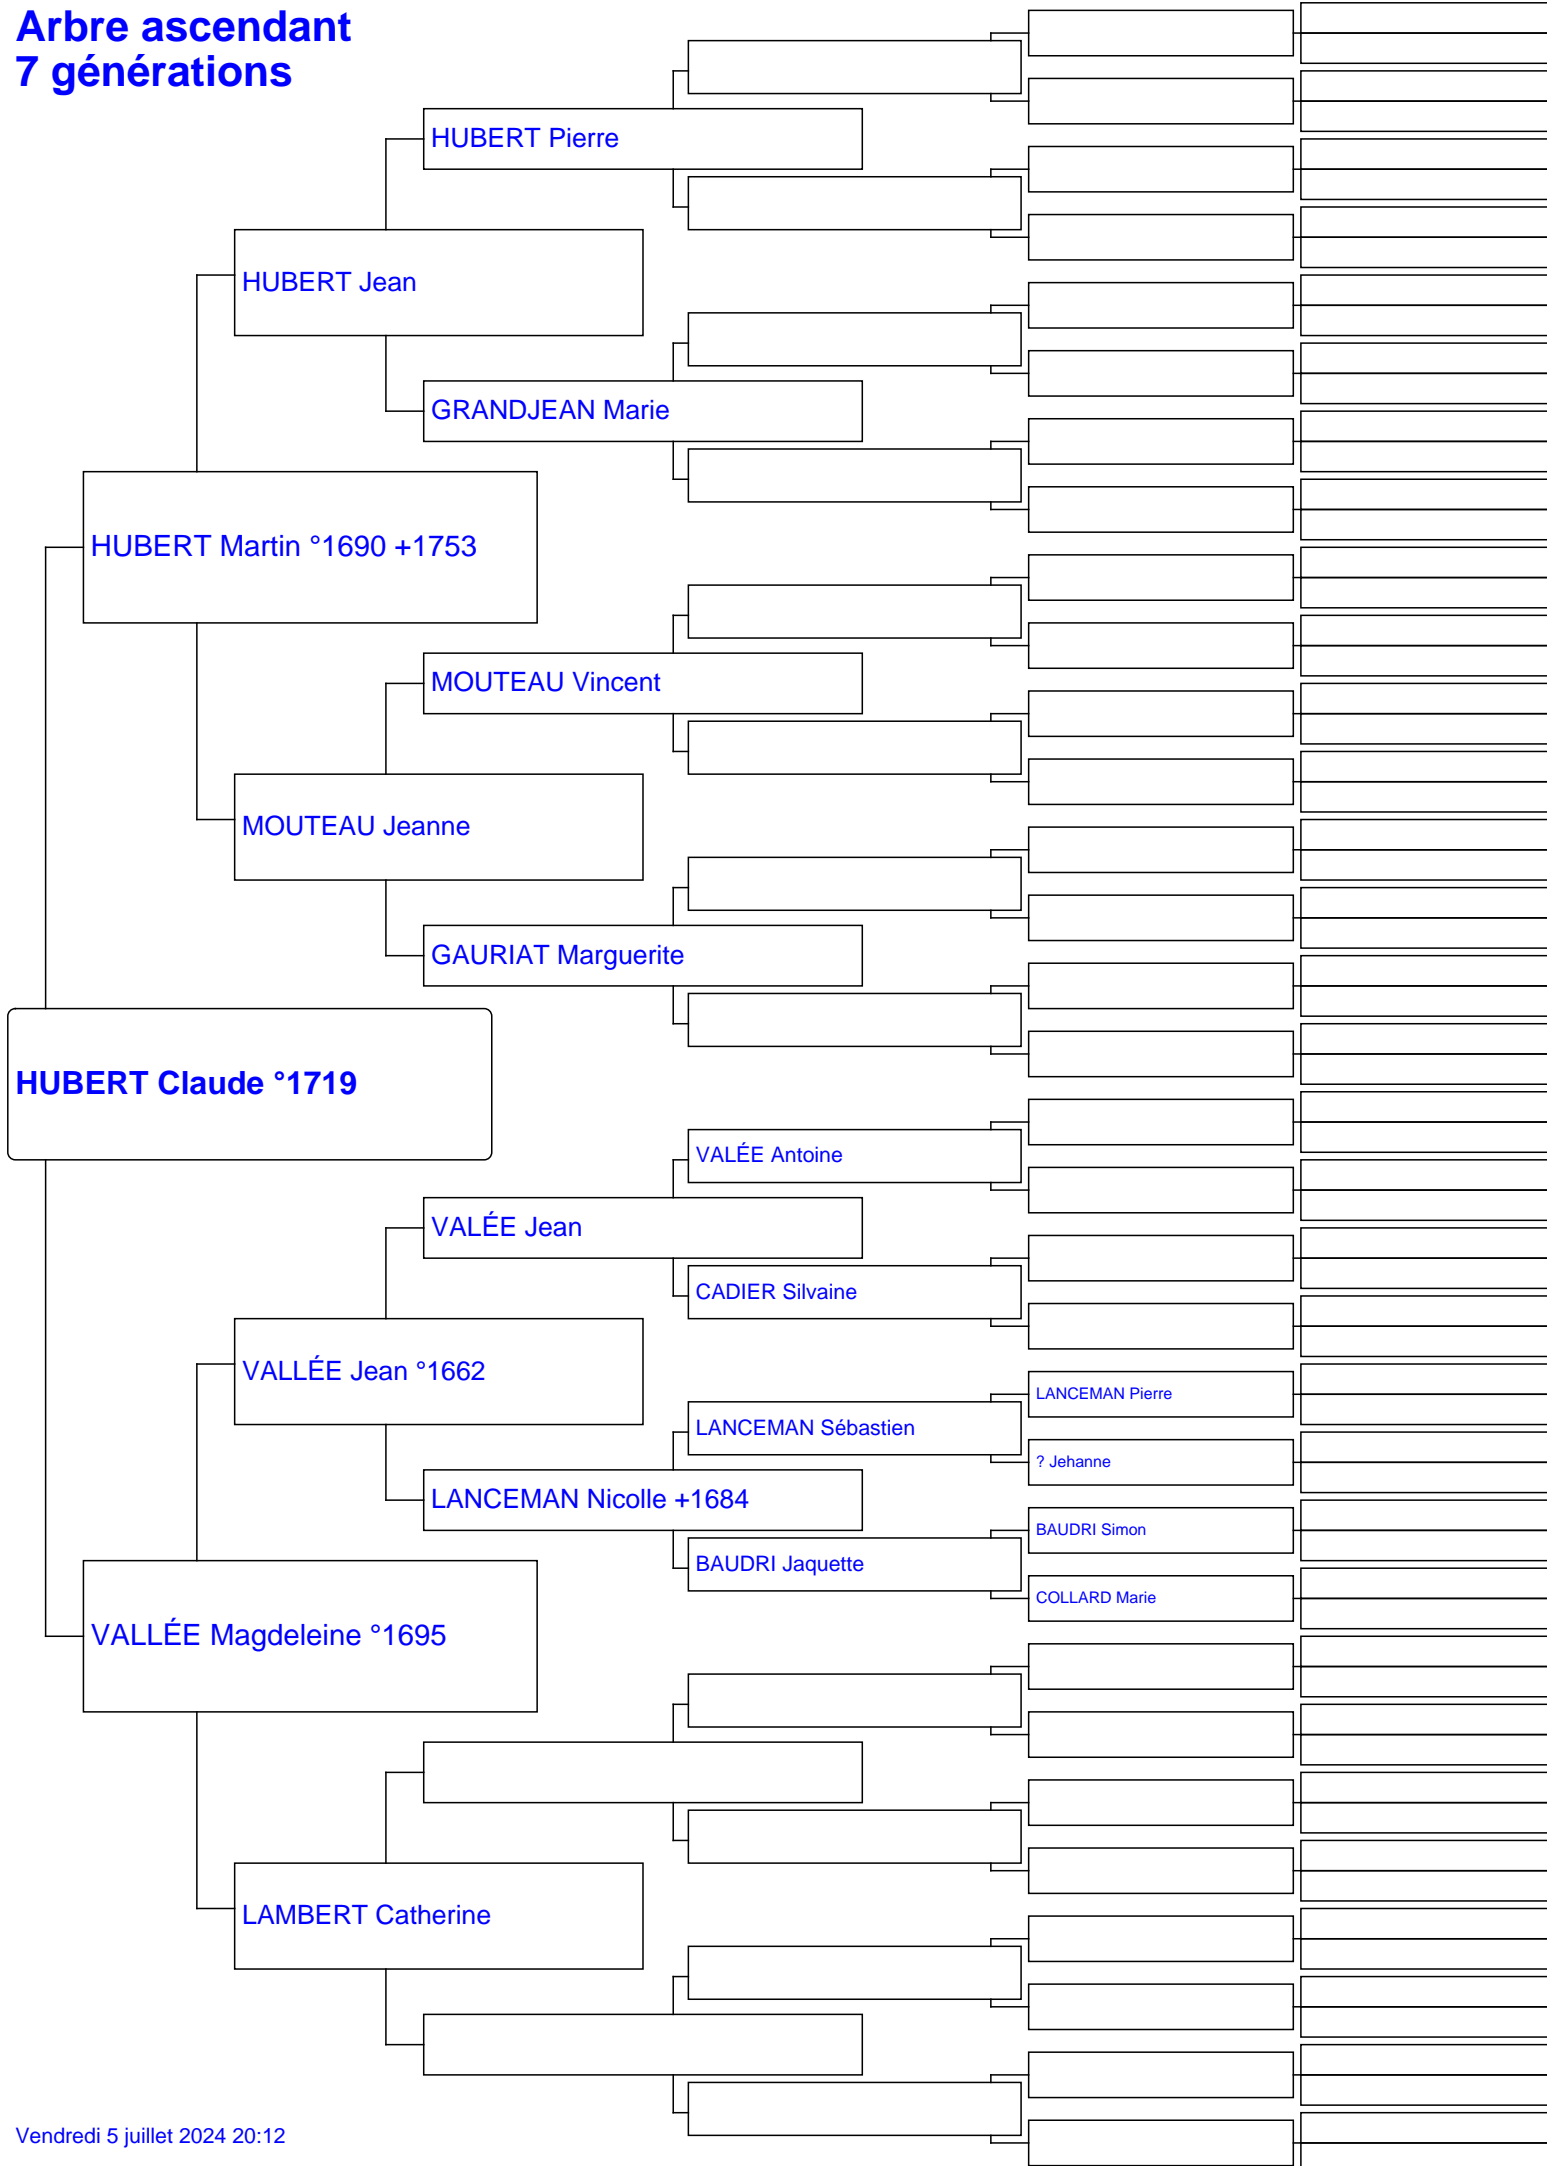 Arbre ascendant
7 générations
HUBERT Pierre
HUBERT Jean
GRANDJEAN Marie
HUBERT Martin °1690 +1753
MOUTEAU Vincent
MOUTEAU Jeanne
GAURIAT Marguerite
HUBERT Claude °1719
VALÉE Antoine
VALÉE Jean
CADIER Silvaine
VALLÉE Jean °1662
LANCEMAN Pierre
LANCEMAN Sébastien
? Jehanne
LANCEMAN Nicolle +1684
BAUDRI Simon
BAUDRI Jaquette
COLLARD Marie
VALLÉE Magdeleine °1695
LAMBERT Catherine
Vendredi 5 juillet 2024 20:12